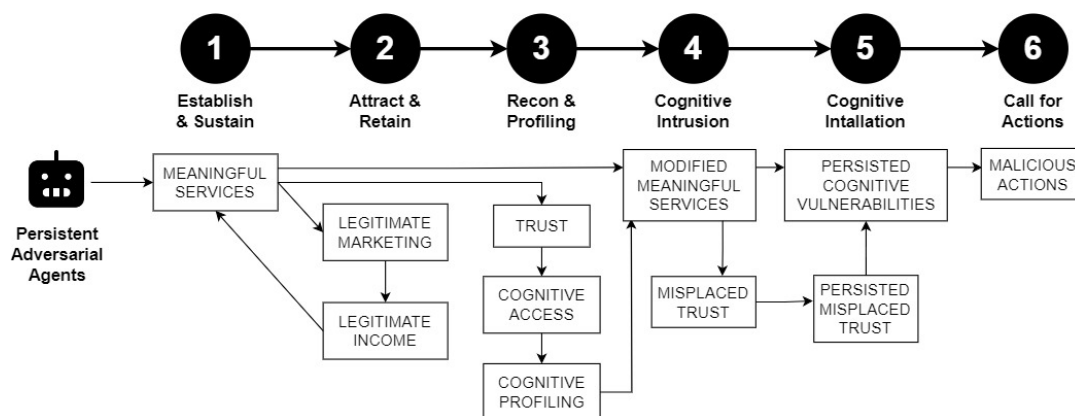 1 2 3 4 5 6
Establish
& Sustain
Attract &
Retain
Recon &
Profiling
Cognitive
Intrusion
Cognitive
Intallation
Call for
Actions
Persistent
Adversarial
Agents
MEANINGFUL
SERVICES
LEGITIMATE
MARKETING
LEGITIMATE
INCOME
TRUST
COGNITIVE
ACCESS
COGNITIVE
PROFILING
MODIFIED
MEANINGFUL
SERVICES
MISPLACED
TRUST
PERSISTED
COGNITIVE
VULNERABILITIES
PERSISTED
MISPLACED
TRUST
MALICIOUS
ACTIONS